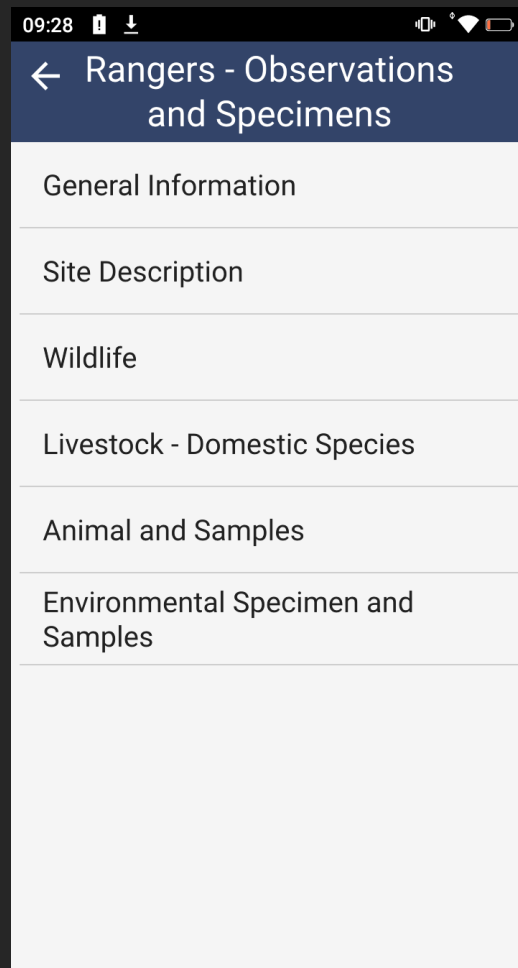 09:28
Rangers - Observations
and Specimens
General Information
Site Description
Wildlife
Livestock - Domestic Species
Animal and Samples
Environmental Specimen and
Samples